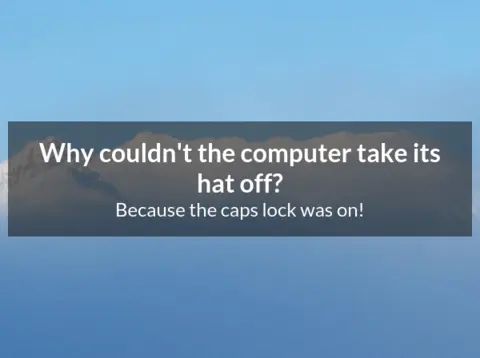 Why couldn't the computer take its
hat off?
Because the caps lock was on!